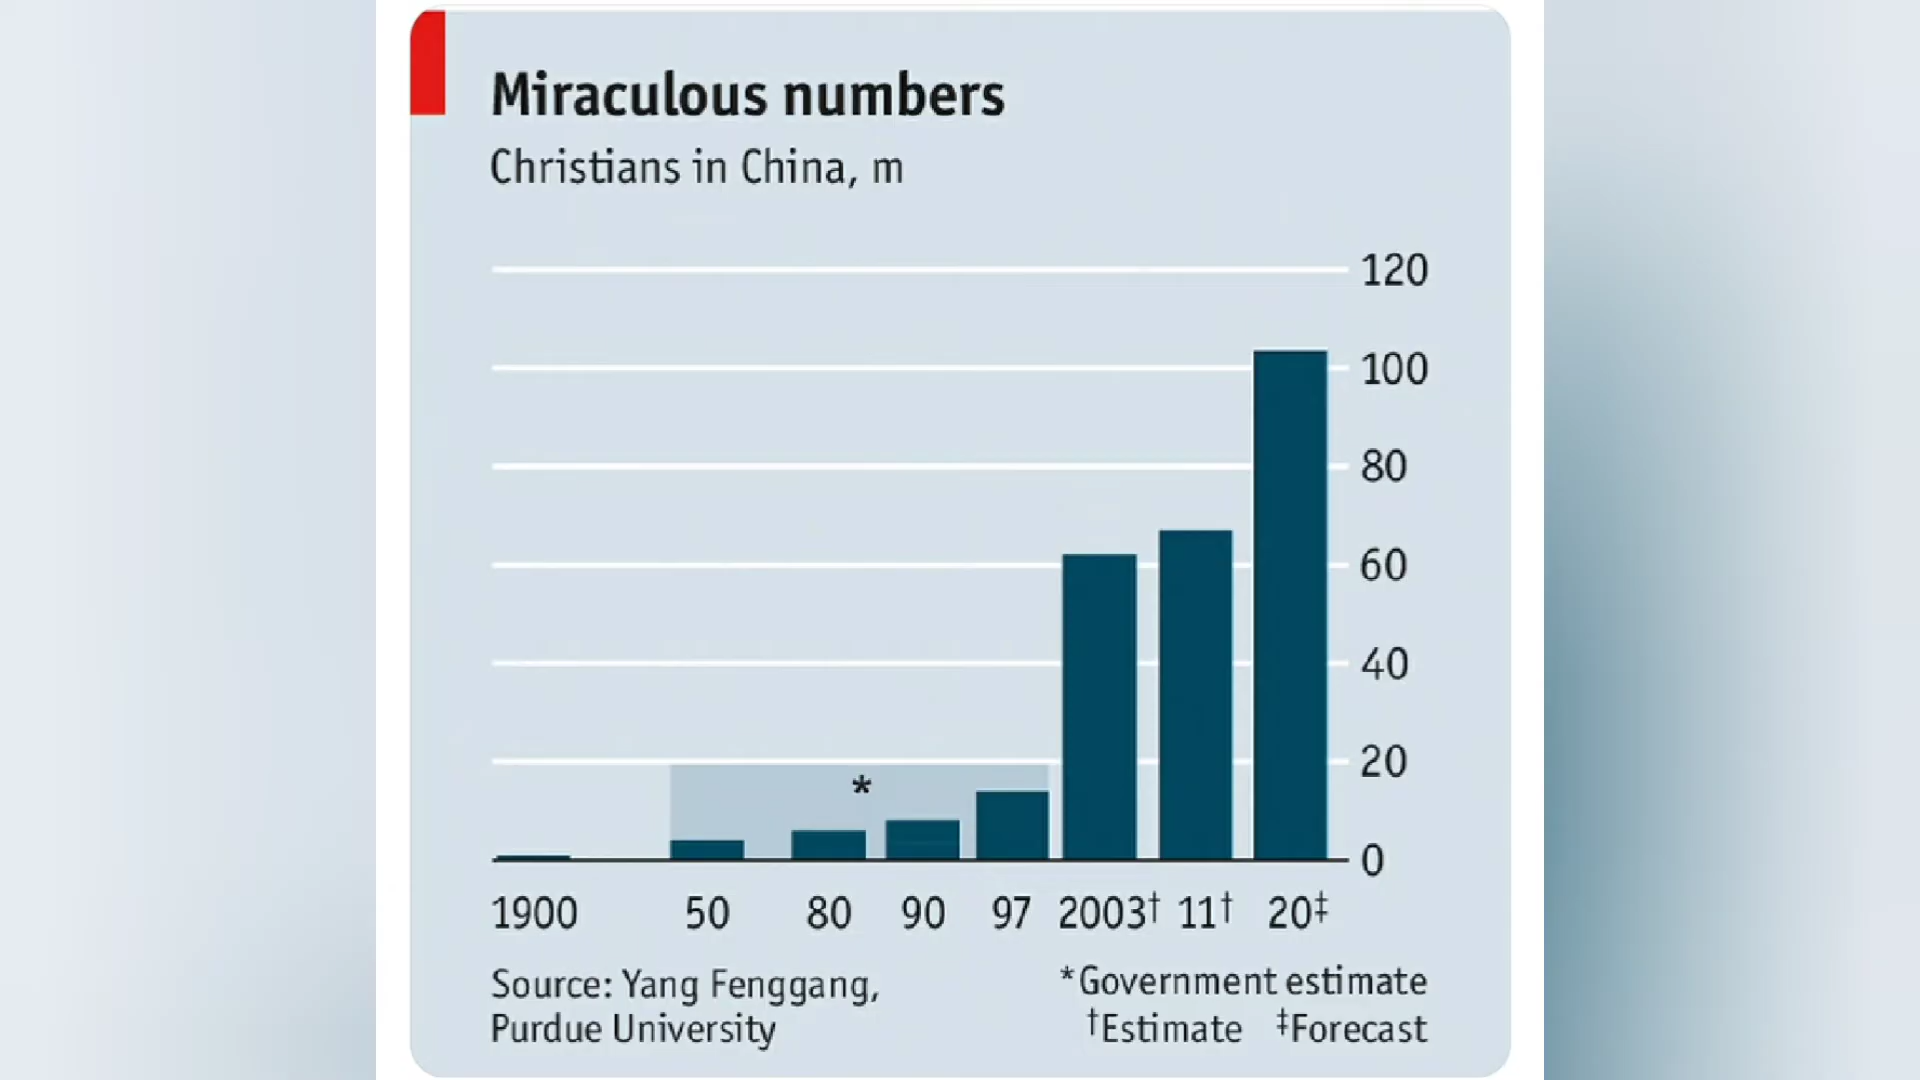 Miraculous numbers
Christians in China, m
120
100
80
60
40
20
*
0
1900 50 80 90 97 2003† 11† 20‡
Source: Yang Fenggang,
Purdue University
*Government estimate
†Estimate ‡Forecast